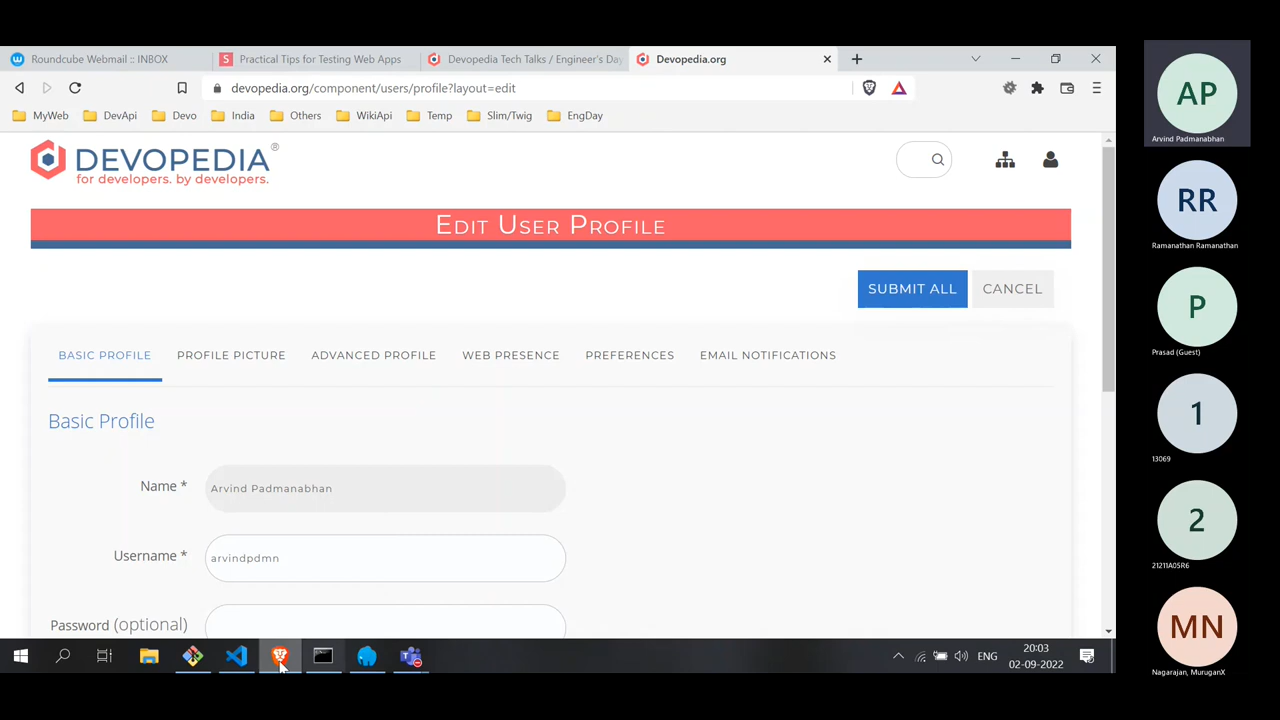 Roundcube Webmail :: INBOX
Practical Tips for Testing Web Apps
Devopedia Tech Talks / Engineer's Da
Devopedia.org
devopedia.org/component/users/profile?layout=edit
MyWeb
DevApi
Devo
India
Others
WikiApi
Temp
Slim/Twig
EngDay
DEVOPEDIA®
for developers. by developers.
Edit User Profile
SUBMIT ALL
CANCEL
BASIC PROFILE
PROFILE PICTURE
ADVANCED PROFILE
WEB PRESENCE
PREFERENCES
EMAIL NOTIFICATIONS
Basic Profile
Name *
Arvind Padmanabhan
Username *
arvindpdmn
Password (optional)
ENG
20:03
02-09-2022
AP
Arvind Padmanabhan
RR
Ramanathan Ramanathan
P
Prasad (Guest)
1
13069
2
21211A05R6
MN
Nagarajan, MuruganX